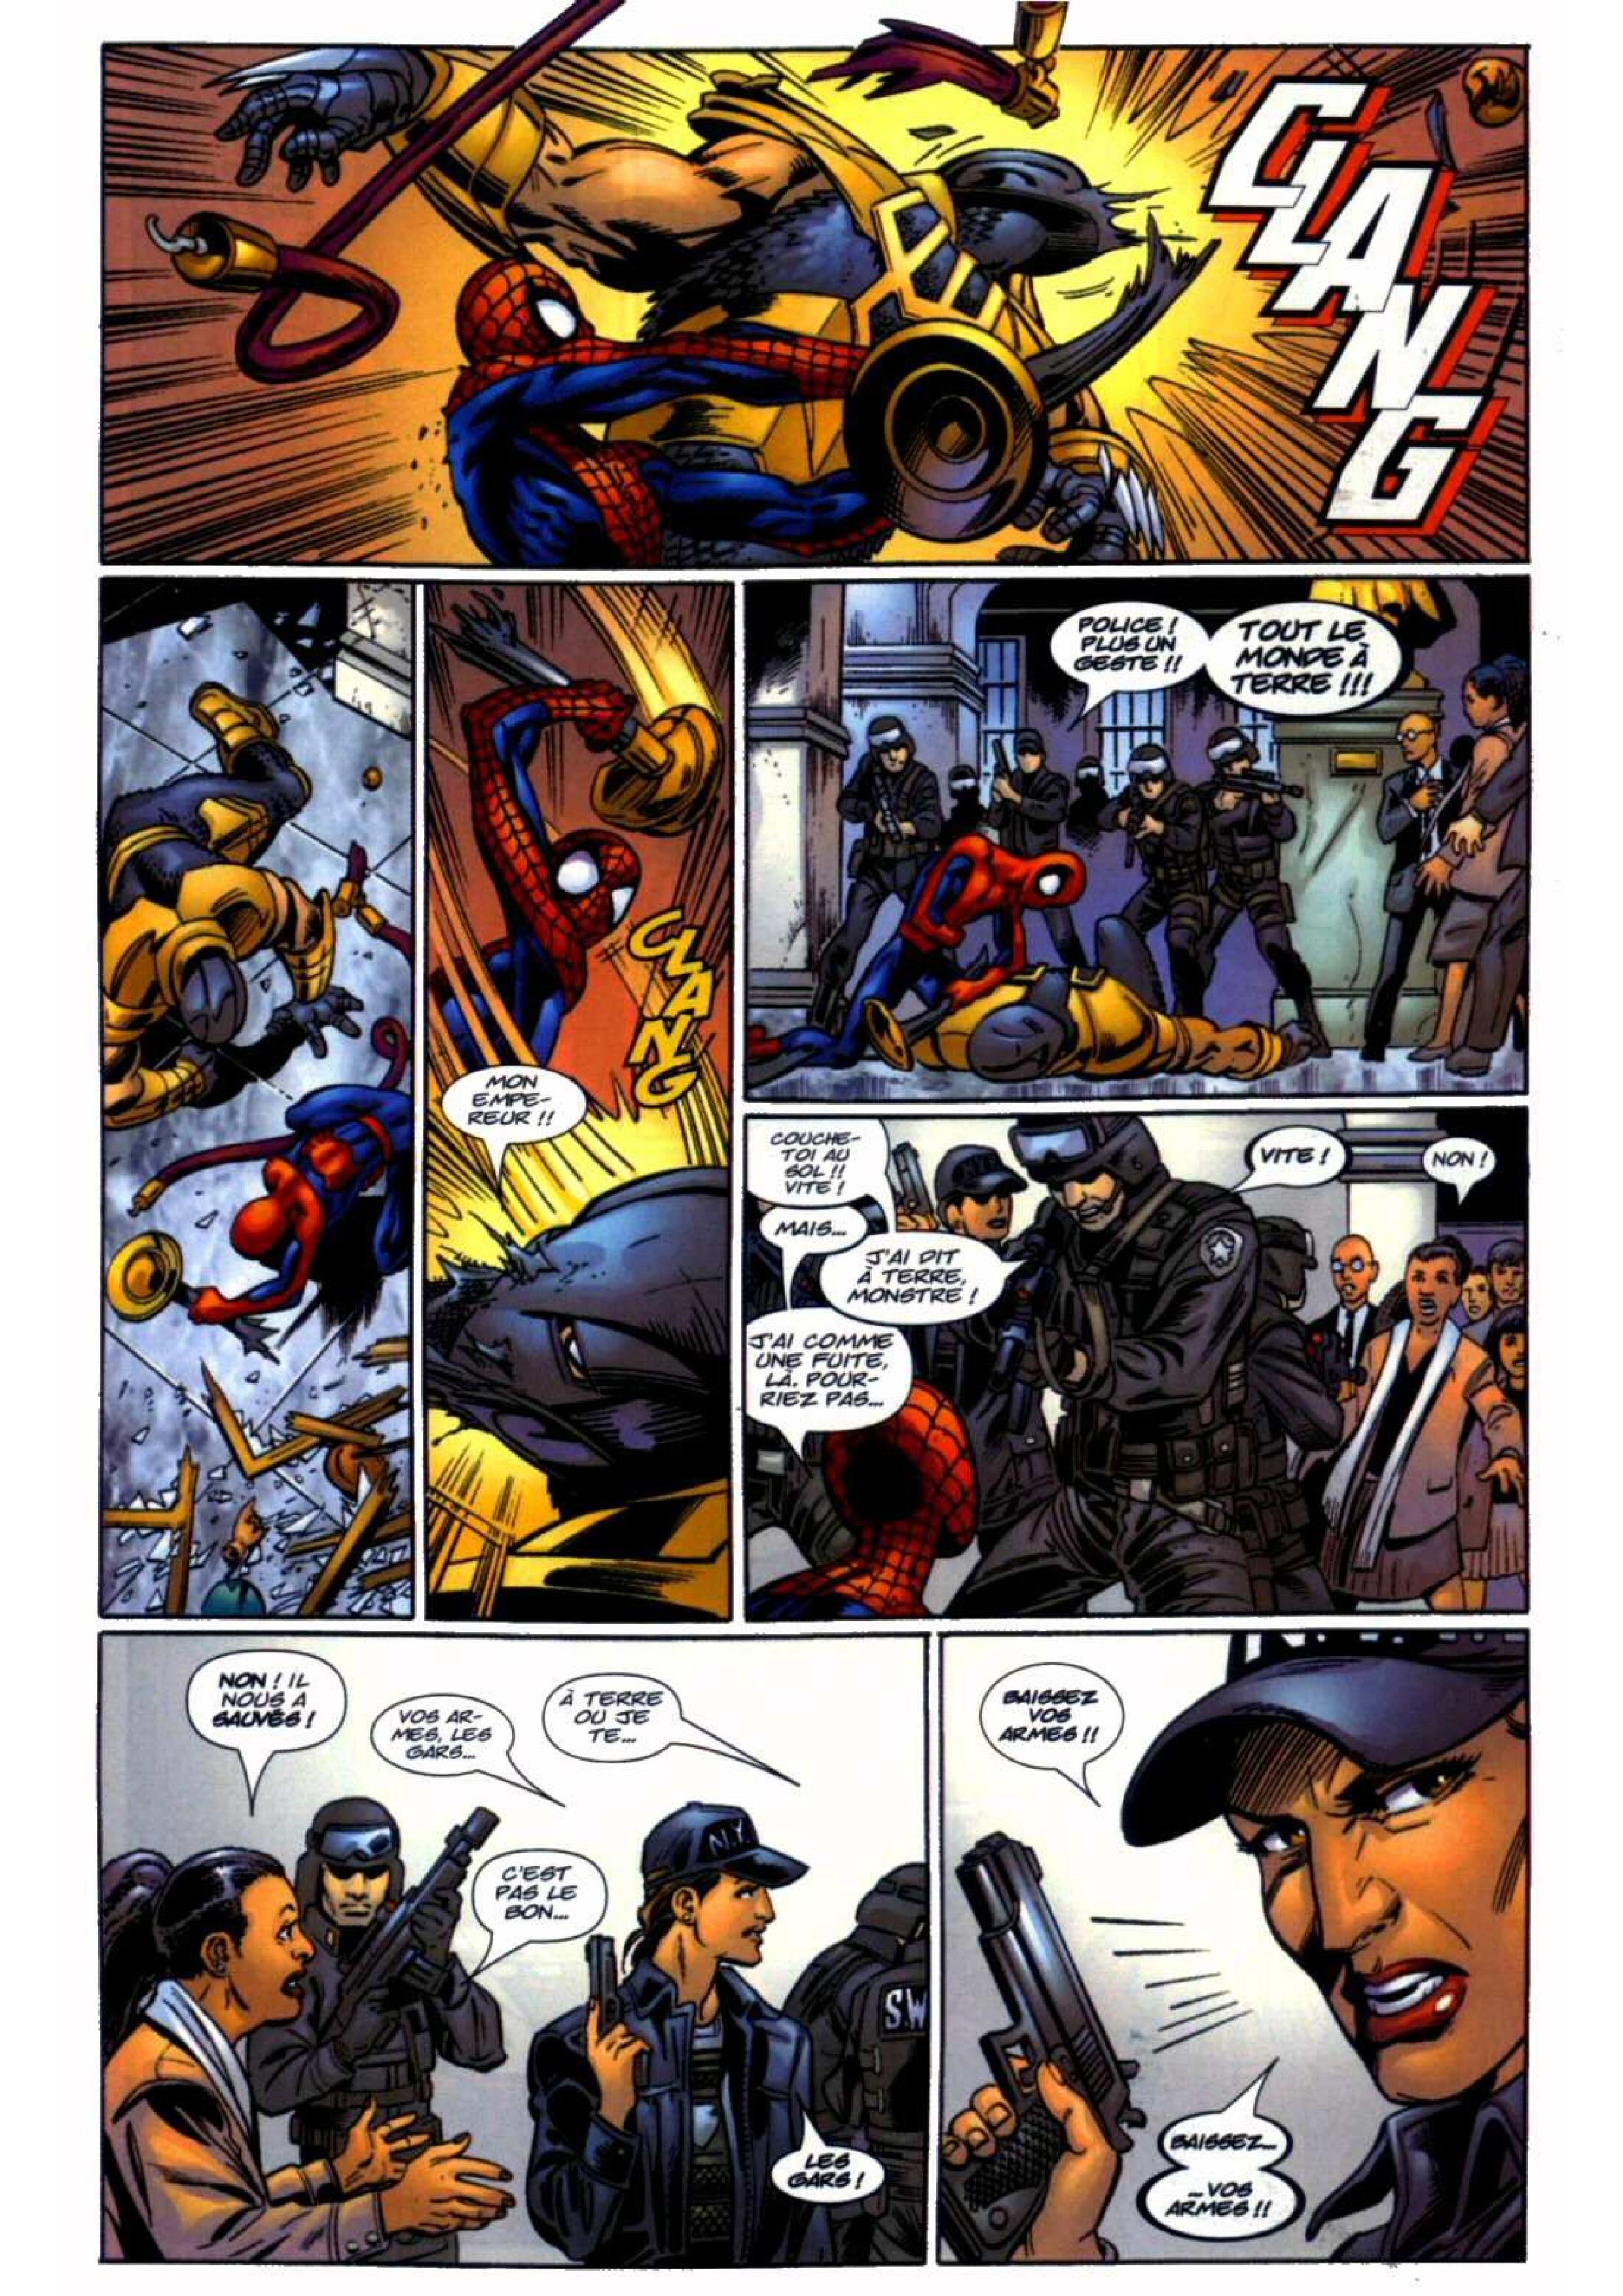 CLANG
CLANG
MON
EMPE-
REUR !!
POLICE !
PLUS UN
GESTE !!
TOUT LE
MONDE À
TERRE !!!
COUCHE-
TOI AU
SOL !!
VITE !
MAIS...
J'AI DIT
À TERRE,
MONSTRE !
J'AI COMME
UNE FUITE,
LÀ. POUR-
RIEZ PAS...
VITE !
NON !
NON ! IL
NOUS A
SAUVÉS !
VOS AR-
MES, LES
GARS...
À TERRE
OU JE
TE...
C'EST
PAS LE
BON...
N.Y.
S.W
LES
GARS !
BAISSEZ
VOS
ARMES !!
BAISSEZ...
...VOS
ARMES !!